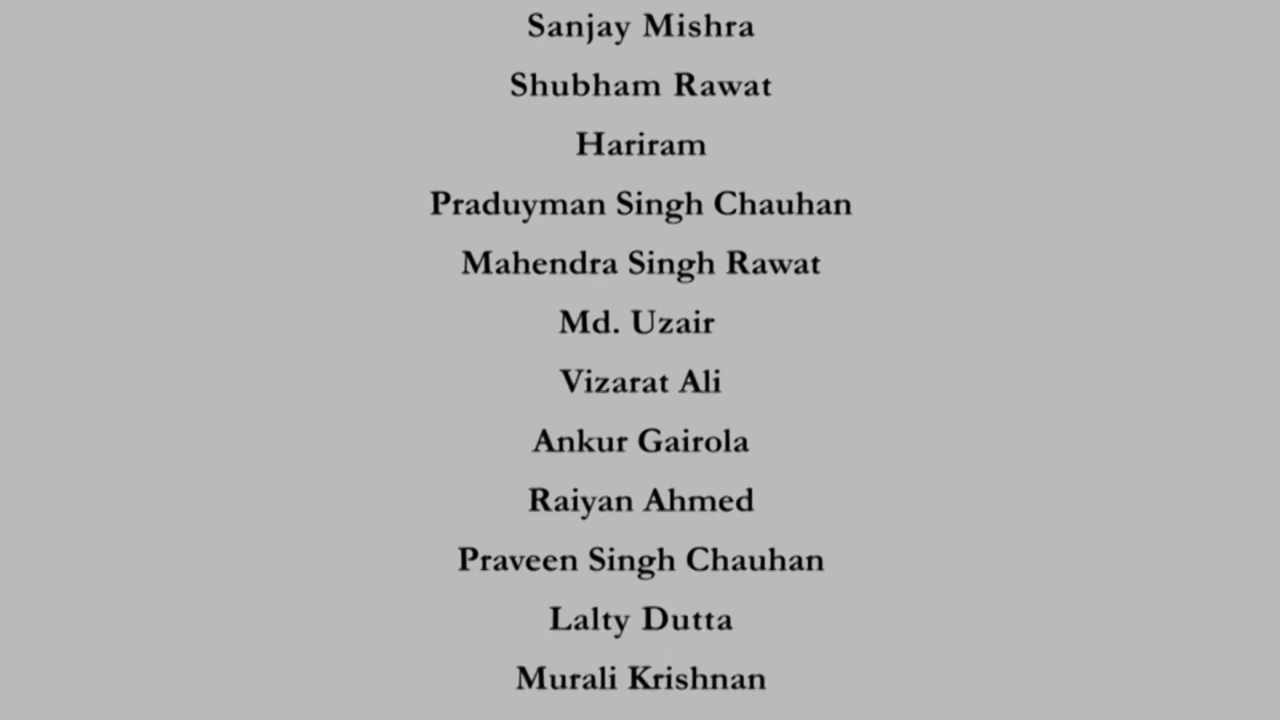 Sanjay Mishra
Shubham Rawat
Hariram
Praduyman Singh Chauhan
Mahendra Singh Rawat
Md. Uzair
Vizarat Ali
Ankur Gairola
Raiyan Ahmed
Praveen Singh Chauhan
Lalty Dutta
Murali Krishnan